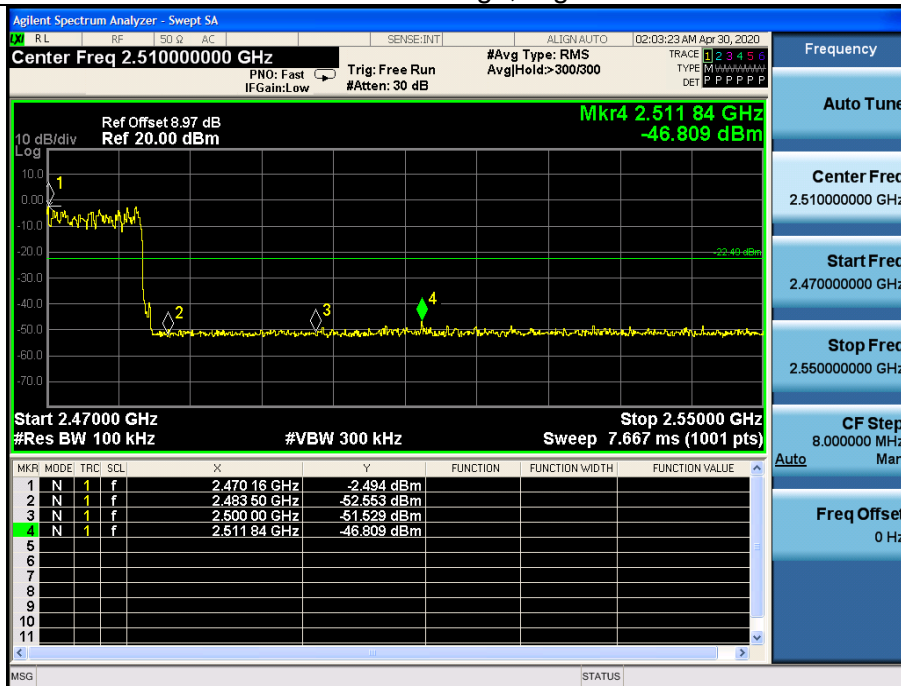 Agilent Spectrum Analyzer - Swept SA
LXI RL RF 50 Ω AC SENSE:INT ALIGN AUTO 02:03:23 AM Apr 30, 2020
Center Freq 2.510000000 GHz #Avg Type: RMS TRACE 1 2 3 4 5 6
PNO: Fast Trig: Free Run Avg|Hold:>300/300 TYPE M
IFGain:Low #Atten: 30 dB DET P P P P P P
Frequency
Mkr4 2.511 84 GHz
-46.809 dBm
Ref Offset 8.97 dB
10 dB/div Ref 20.00 dBm
Log
10.0
0.00
-10.0
-20.0
-30.0
-40.0
-50.0
-60.0
-70.0
1
2
3
4
-22.49 dBm
Start 2.47000 GHz Stop 2.55000 GHz
#Res BW 100 kHz #VBW 300 kHz Sweep 7.667 ms (1001 pts)
MKR MODE TRC SCL X Y FUNCTION FUNCTION WIDTH FUNCTION VALUE
1 N 1 f 2.470 16 GHz -2.494 dBm
2 N 1 f 2.483 50 GHz -52.553 dBm
3 N 1 f 2.500 00 GHz -51.529 dBm
4 N 1 f 2.511 84 GHz -46.809 dBm
5
6
7
8
9
10
11
MSG STATUS
Auto Tune
Center Freq
2.510000000 GHz
Start Freq
2.470000000 GHz
Stop Freq
2.550000000 GHz
CF Step
8.000000 MHz
Auto Man
Freq Offset
0 Hz